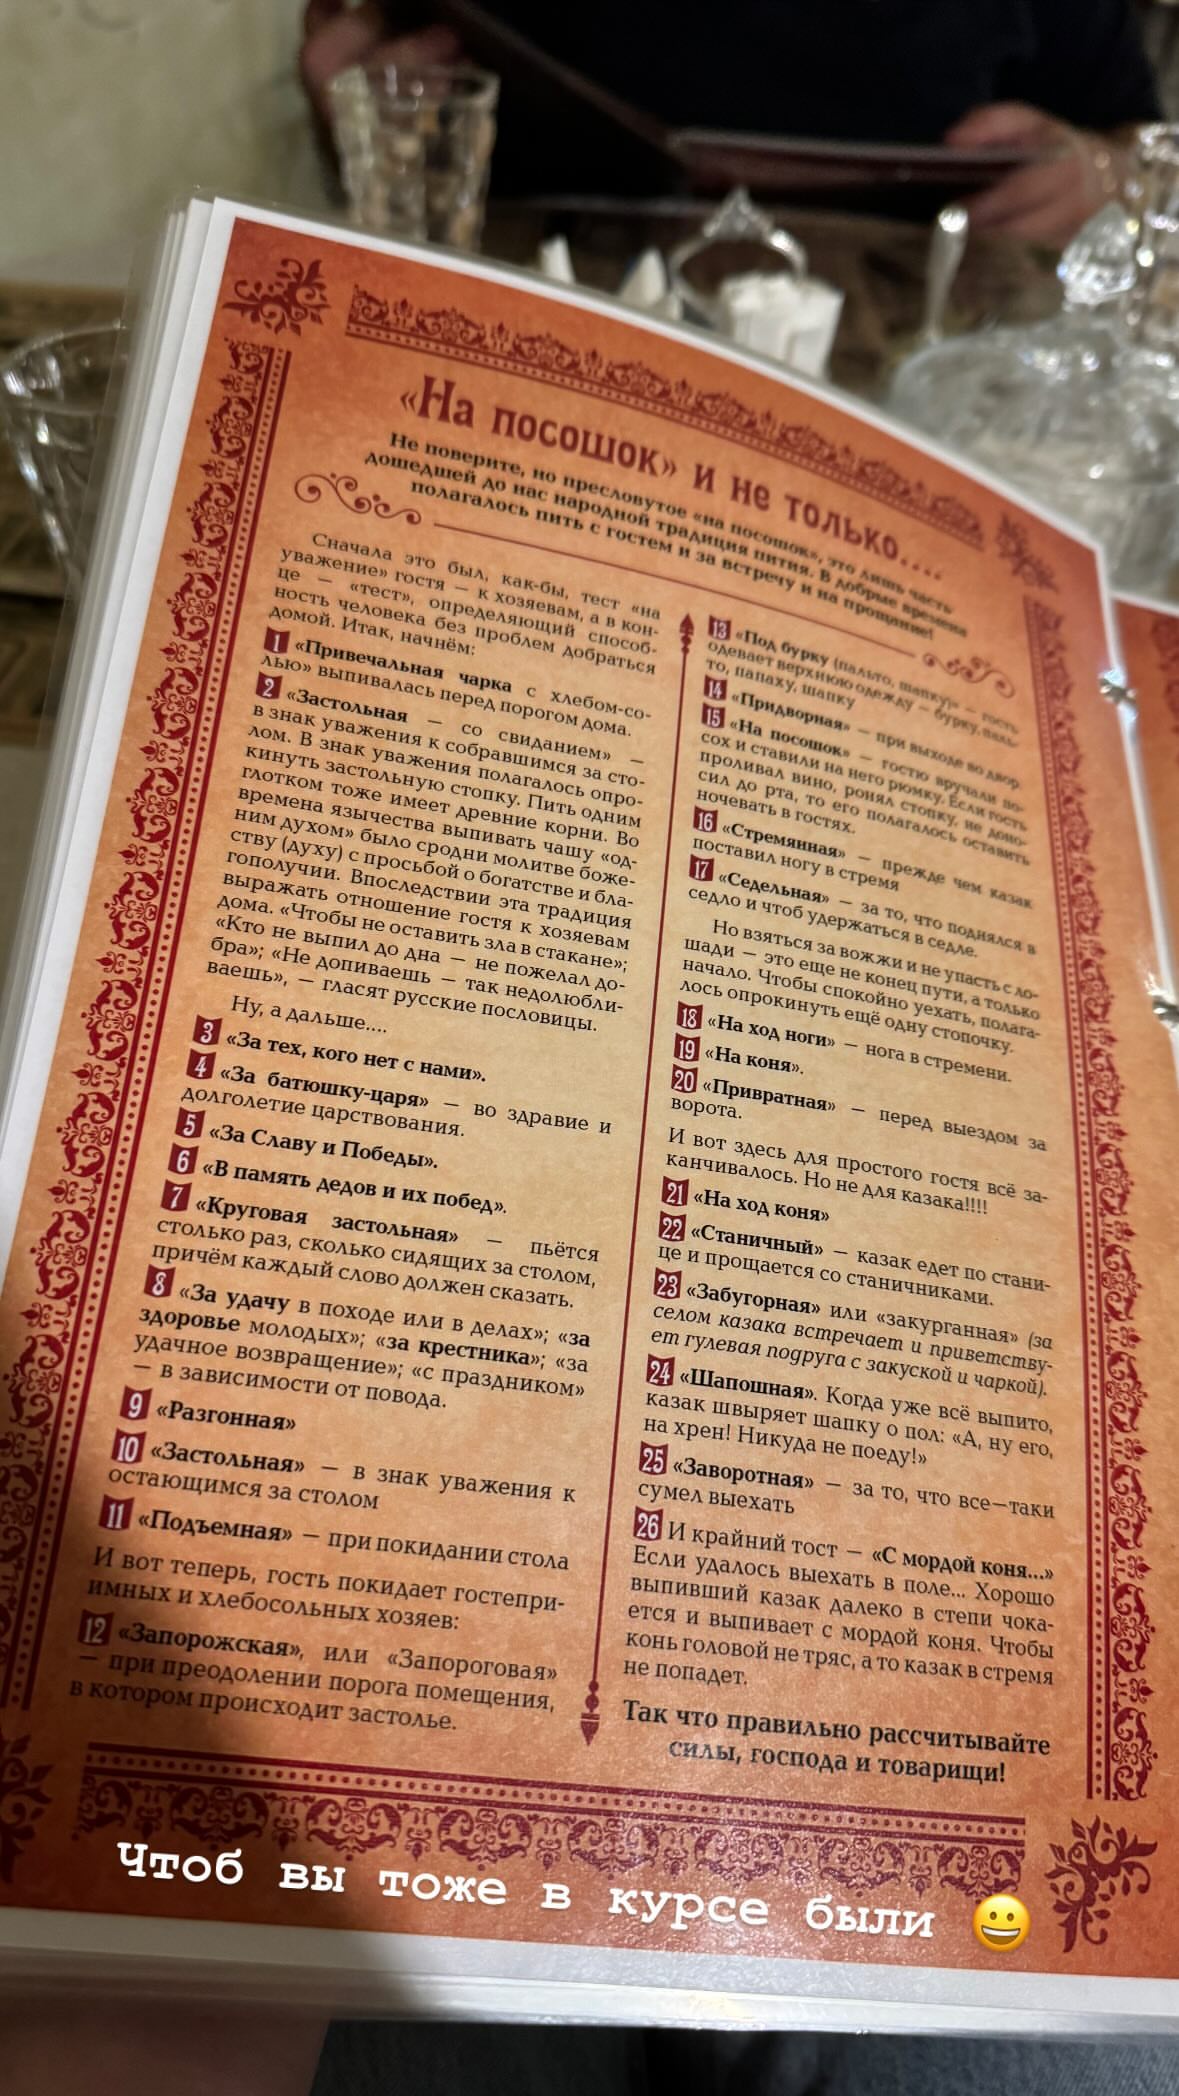 «На посошок» и не только....
Не поверите, но пресловутое «на посошок», это лишь часть
дошедшей до нас народной традиция пития. В добрые времена
полагалось пить с гостем и за встречу и на прощание!
Сначала это был, как-бы, тест «на
уважение» гостя — к хозяевам, а в кон-
це — «тест», определяющий способ-
ность человека без проблем добраться
домой. Итак, начнём:
1 «Привечальная чарка с хлебом-со-
лью» выпивалась перед порогом дома.
2 «Застольная — со свиданием» —
в знак уважения к собравшимся за сто-
лом. В знак уважения полагалось опро-
кинуть застольную стопку. Пить одним
глотком тоже имеет древние корни. Во
времена язычества выпивать чашу «од-
ним духом» было сродни молитве боже-
ству (духу) с просьбой о богатстве и бла-
гополучии. Впоследствии эта традиция
выражать отношение гостя к хозяевам
дома. «Чтобы не оставить зла в стакане»;
«Кто не выпил до дна — не пожелал до-
бра»; «Не допиваешь — так недолюбли-
ваешь», — гласят русские пословицы.
Ну, а дальше....
3 «За тех, кого нет с нами».
4 «За батюшку-царя» — во здравие и
долголетие царствования.
5 «За Славу и Победы».
6 «В память дедов и их побед».
7 «Круговая застольная» — пьётся
столько раз, сколько сидящих за столом,
причём каждый слово должен сказать.
8 «За удачу в походе или в делах»; «за
здоровье молодых»; «за крестника»; «за
удачное возвращение»; «с праздником»
— в зависимости от повода.
9 «Разгонная»
10 «Застольная» — в знак уважения к
остающимся за столом
11 «Подъемная» — при покидании стола
И вот теперь, гость покидает гостепри-
имных и хлебосольных хозяев:
12 «Запорожская», или «Запороговая»
— при преодолении порога помещения,
в котором происходит застолье.
13 «Под бурку (пальто, шапку)» — гость
одевает верхнюю одежду — бурку, паль-
то, папаху, шапку
14 «Придворная» — при выходе во двор
15 «На посошок» — гостю вручали по-
сох и ставили на него рюмку. Если гость
проливал вино, ронял стопку, не доно-
сил до рта, то его полагалось оставить
ночевать в гостях.
16 «Стремянная» — прежде чем казак
поставил ногу в стремя
17 «Седельная» — за то, что поднялся в
седло и чтоб удержаться в седле.
Но взяться за вожжи и не упасть с ло-
шади — это еще не конец пути, а только
начало. Чтобы спокойно уехать, полага-
лось опрокинуть ещё одну стопочку.
18 «На ход ноги» — нога в стремени.
19 «На коня».
20 «Привратная» — перед выездом за
ворота.
И вот здесь для простого гостя всё за-
канчивалось. Но не для казака!!!!
21 «На ход коня»
22 «Станичный» — казак едет по стани-
це и прощается со станичниками.
23 «Забугорная» или «закурганная» (за
селом казака встречает и приветству-
ет гулевая подруга с закуской и чаркой).
24 «Шапошная». Когда уже всё выпито,
казак швыряет шапку о пол: «А, ну его,
на хрен! Никуда не поеду!»
25 «Заворотная» — за то, что все—таки
сумел выехать
26 И крайний тост — «С мордой коня...»
Если удалось выехать в поле... Хорошо
выпивший казак далеко в степи чока-
ется и выпивает с мордой коня. Чтобы
конь головой не тряс, а то казак в стремя
не попадет.
Так что правильно рассчитывайте
силы, господа и товарищи!
Чтоб вы тоже в курсе были 😀